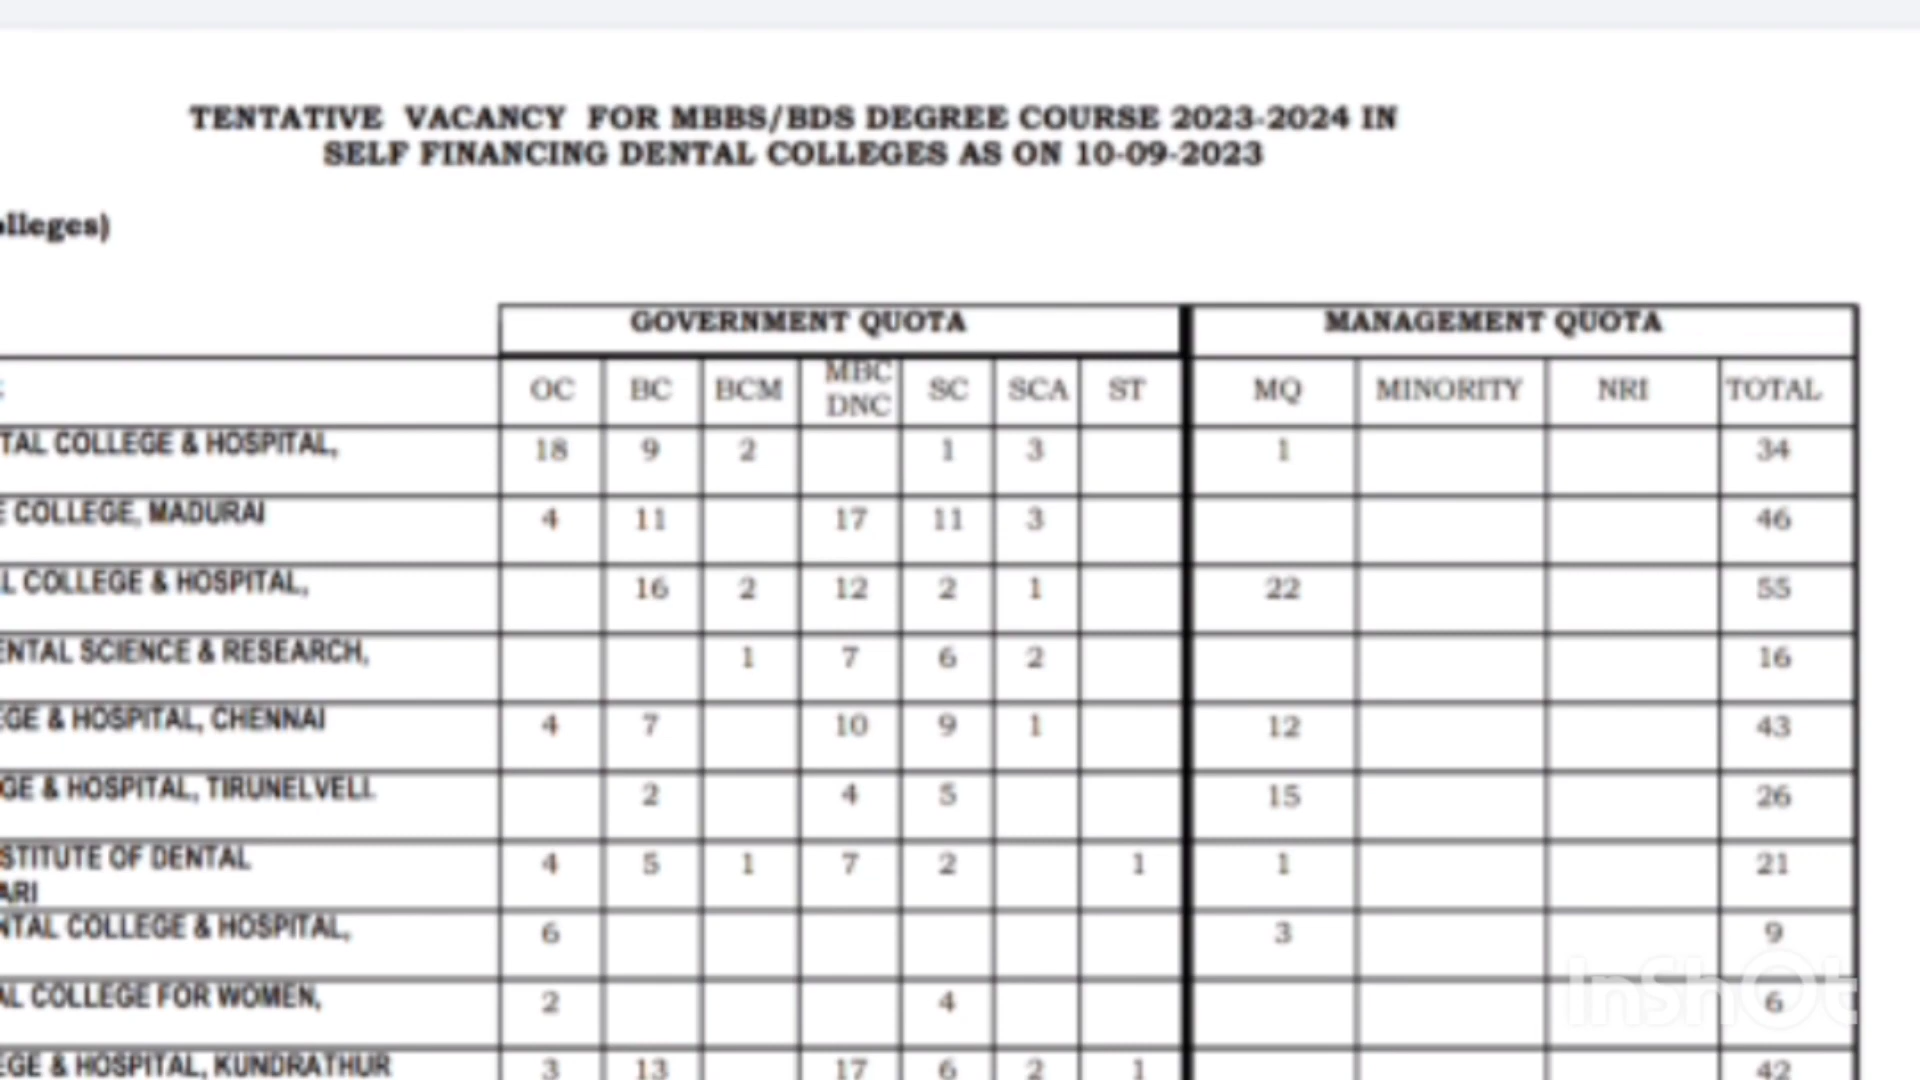 TENTATIVE VACANCY FOR MBBS/BDS DEGREE COURSE 2023-2024 IN
SELF FINANCING DENTAL COLLEGES AS ON 10-09-2023
lleges)
GOVERNMENT QUOTA MANAGEMENT QUOTA
OC BC BCM MBC DNC SC SCA ST MQ MINORITY NRI TOTAL
TAL COLLEGE & HOSPITAL, 18 9 2 1 3 1 34
E COLLEGE, MADURAI 4 11 17 11 3 46
L COLLEGE & HOSPITAL, 16 2 12 2 1 22 55
ENTAL SCIENCE & RESEARCH, 1 7 6 2 16
EGE & HOSPITAL, CHENNAI 4 7 10 9 1 12 43
GE & HOSPITAL, TIRUNELVELI. 2 4 5 15 26
STITUTE OF DENTAL 4 5 1 7 2 1 1 21
ARI
NTAL COLLEGE & HOSPITAL, 6 3 9
AL COLLEGE FOR WOMEN, 2 4 6
EGE & HOSPITAL, KUNDRATHUR 3 13 17 6 2 1 42
InShOt